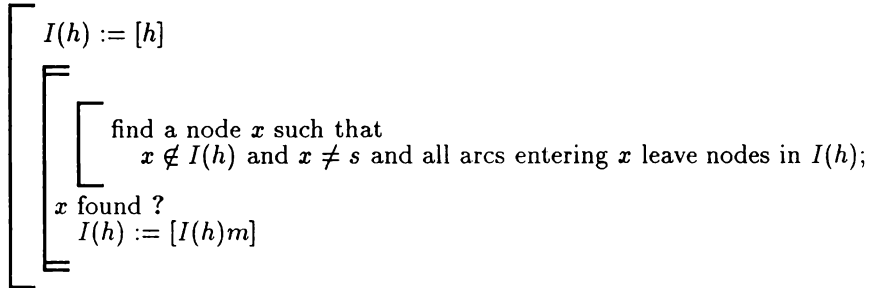 I(h) := [h]
find a node x such that
x ∉ I(h) and x ≠ s and all arcs entering x leave nodes in I(h);
x found ?
I(h) := [I(h)m]